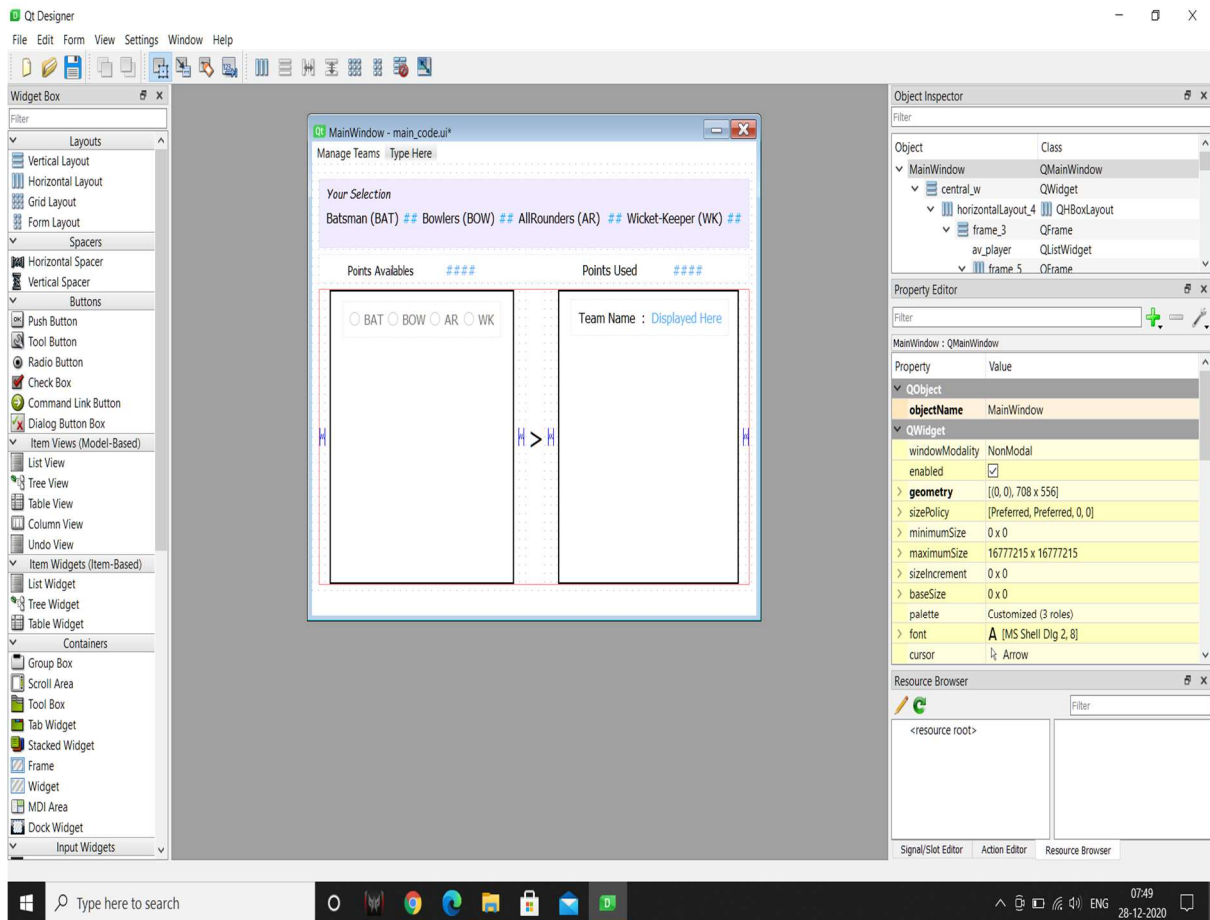 Qt Designer
File Edit Form View Settings Window Help
Widget Box
Filter
Layouts
Vertical Layout
Horizontal Layout
Grid Layout
Form Layout
Spacers
Horizontal Spacer
Vertical Spacer
Buttons
Push Button
Tool Button
Radio Button
Check Box
Command Link Button
Dialog Button Box
Item Views (Model-Based)
List View
Tree View
Table View
Column View
Undo View
Item Widgets (Item-Based)
List Widget
Tree Widget
Table Widget
Containers
Group Box
Scroll Area
Tool Box
Tab Widget
Stacked Widget
Frame
Widget
MDI Area
Dock Widget
Input Widgets
MainWindow - main_code.ui*
Manage Teams Type Here
Your Selection
Batsman (BAT) ## Bowlers (BOW) ## AllRounders (AR) ## Wicket-Keeper (WK) ##
Points Avalables #### Points Used ####
BAT BOW AR WK
Team Name : Displayed Here
>
Object Inspector
Filter
Object Class
MainWindow QMainWindow
central_w QWidget
horizontalLayout_4 QHBoxLayout
frame_3 QFrame
av_player QListWidget
frame_5 QFrame
Property Editor
Filter
MainWindow : QMainWindow
Property Value
QObject
objectName MainWindow
QWidget
windowModality NonModal
enabled
geometry [(0, 0), 708 x 556]
sizePolicy [Preferred, Preferred, 0, 0]
minimumSize 0 x 0
maximumSize 16777215 x 16777215
sizeIncrement 0 x 0
baseSize 0 x 0
palette Customized (3 roles)
font A [MS Shell Dlg 2, 8]
cursor Arrow
Resource Browser
Filter
<resource root>
Signal/Slot Editor Action Editor Resource Browser
Type here to search
ENG
07:49
28-12-2020